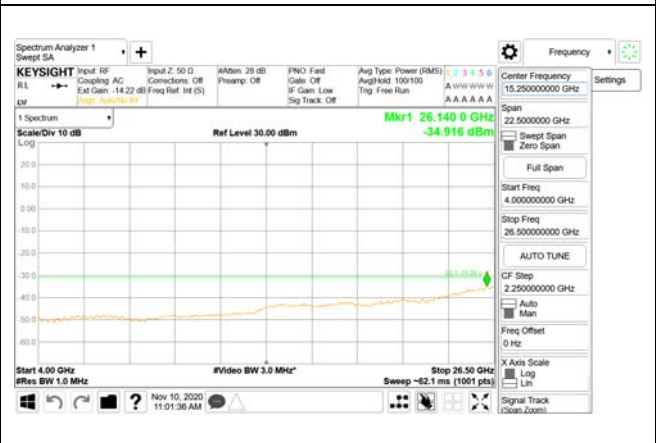 Spectrum Analyzer 1
Swept SA
+
Frequency
KEYSIGHT
RL
Input: RF
Coupling: AC
Ext Gain: -14.22 dB
Align: Auto/No RF
Input Z: 50 Ω
Corrections: Off
Freq Ref: Int (S)
#Atten: 28 dB
Preamp: Off
PNO: Fast
Gate: Off
IF Gain: Low
Sig Track: Off
Avg Type: Power (RMS)
Avg|Hold: 100/100
Trig: Free Run
1 2 3 4 5 6
A W W W W W
A A A A A A
1 Spectrum
Scale/Div 10 dB
Log
Ref Level 30.00 dBm
Mkr1 26.140 0 GHz
-34.916 dBm
20.0
10.0
0.00
-10.0
-20.0
-30.0
-40.0
-50.0
-60.0
Start 4.00 GHz
#Res BW 1.0 MHz
#Video BW 3.0 MHz*
Stop 26.50 GHz
Sweep ~62.1 ms (1001 pts)
Nov 10, 2020
11:01:36 AM
Center Frequency
15.250000000 GHz
Settings
Span
22.5000000 GHz
Swept Span
Zero Span
Full Span
Start Freq
4.000000000 GHz
Stop Freq
26.500000000 GHz
AUTO TUNE
CF Step
2.250000000 GHz
Auto
Man
Freq Offset
0 Hz
X Axis Scale
Log
Lin
Signal Track
(Span Zoom)